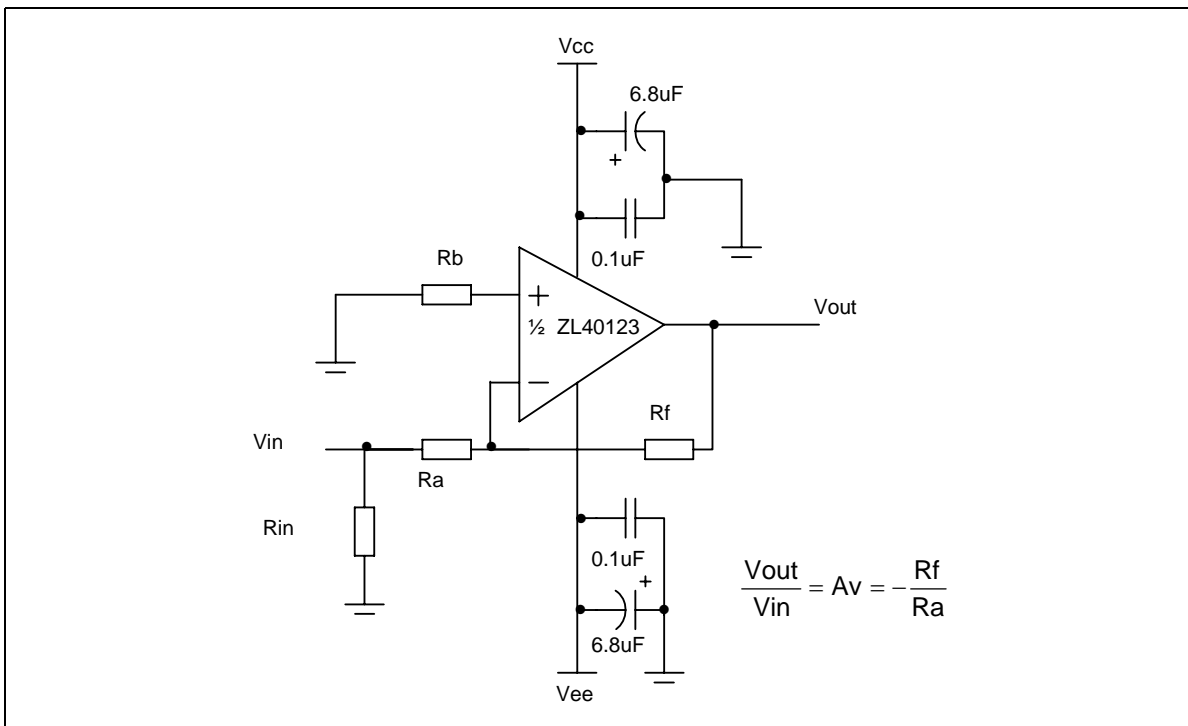 Vcc
6.8uF
+
0.1uF
Rb
+
½ ZL40123
Vout
−
Rf
Vin
Ra
Rin
0.1uF
+
6.8uF
Vee
Vout/Vin = Av = −Rf/Ra